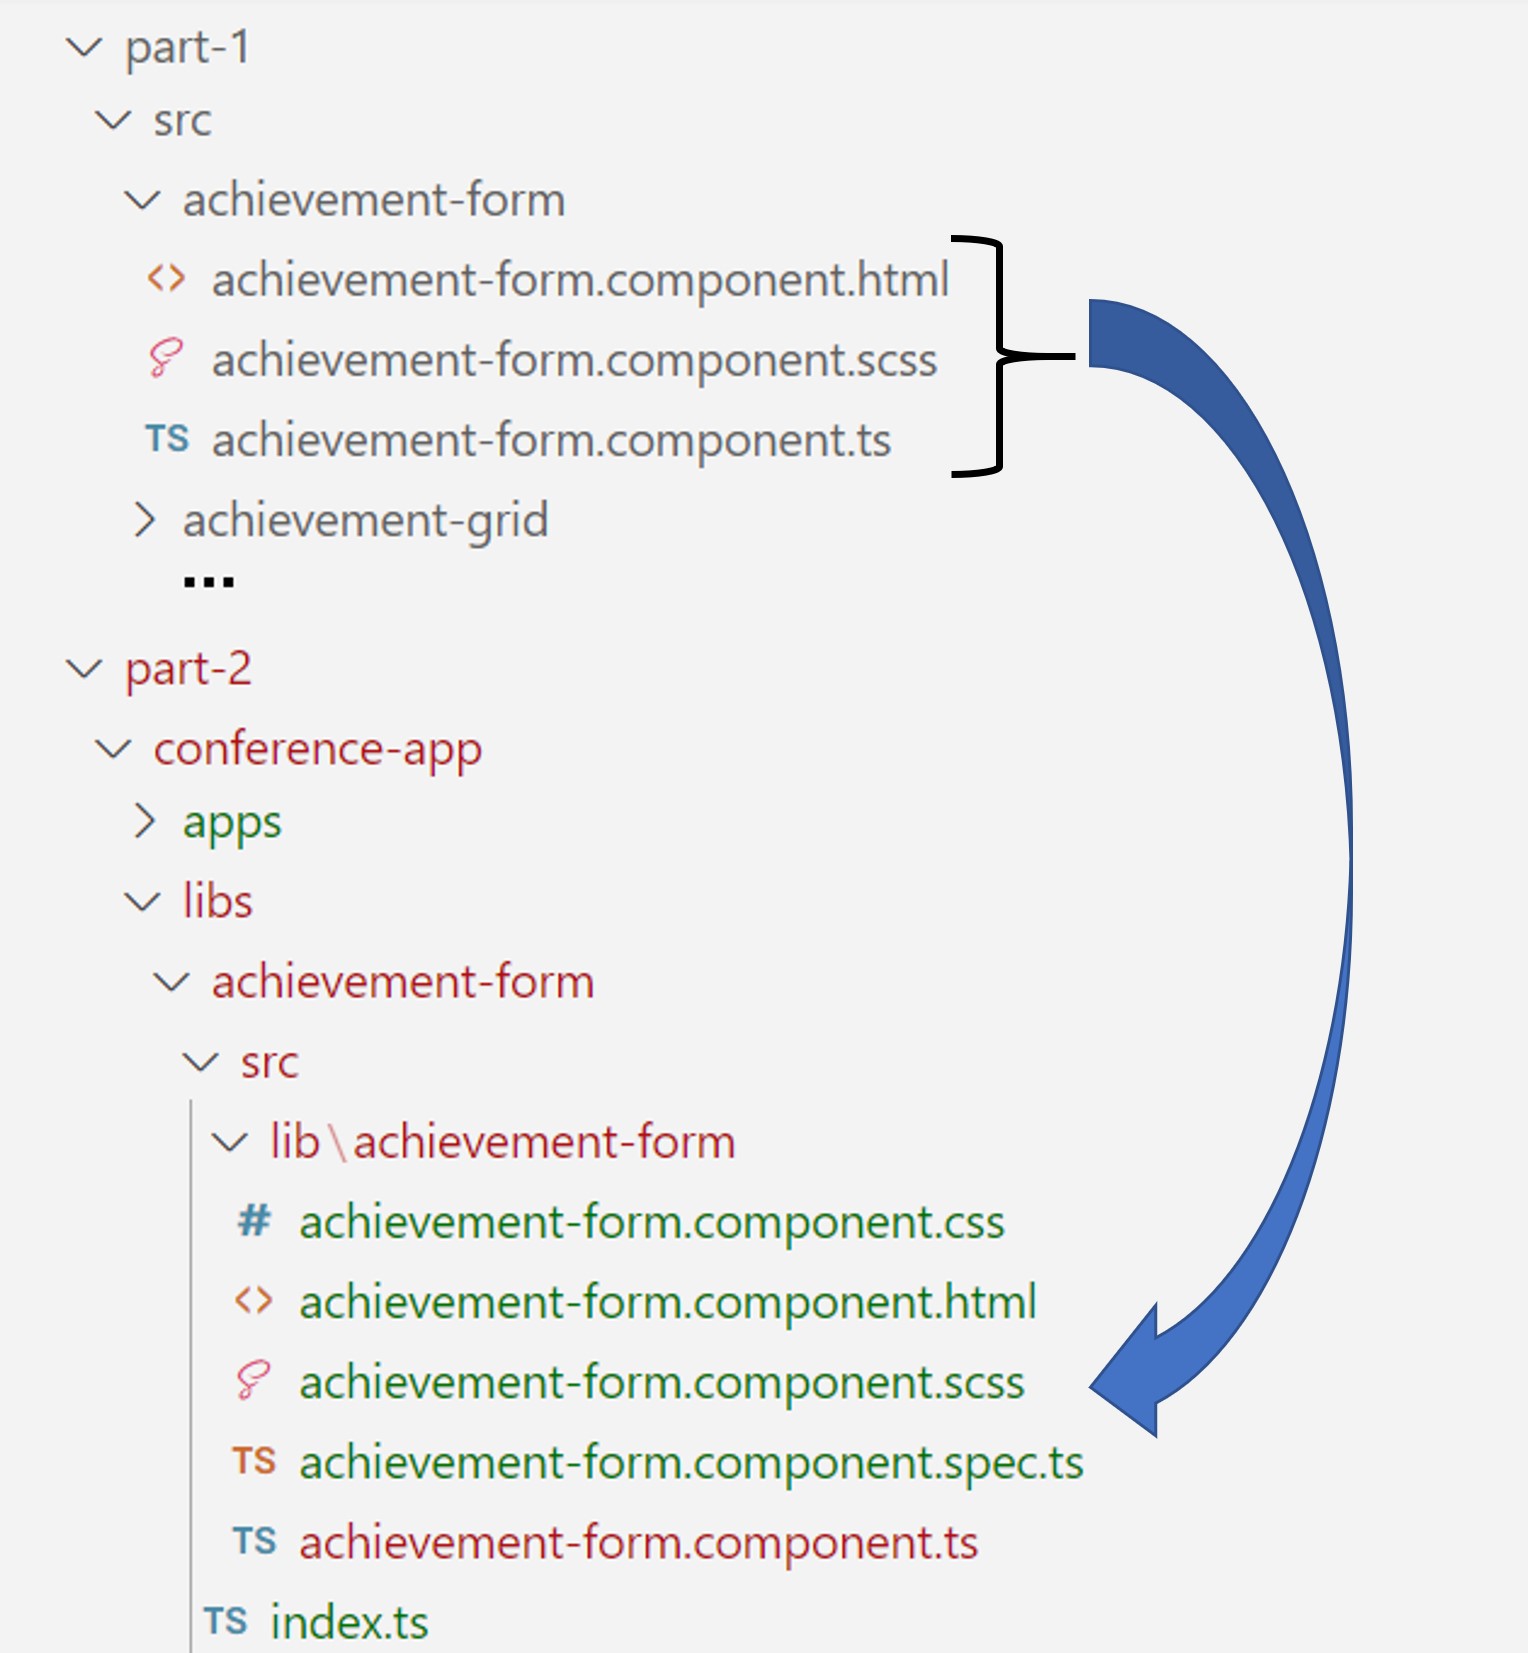 part-1
src
achievement-form
<> achievement-form.component.html
achievement-form.component.scss
TS achievement-form.component.ts
achievement-grid
...
part-2
conference-app
apps
libs
achievement-form
src
lib\achievement-form
# achievement-form.component.css
<> achievement-form.component.html
achievement-form.component.scss
TS achievement-form.component.spec.ts
TS achievement-form.component.ts
TS index.ts